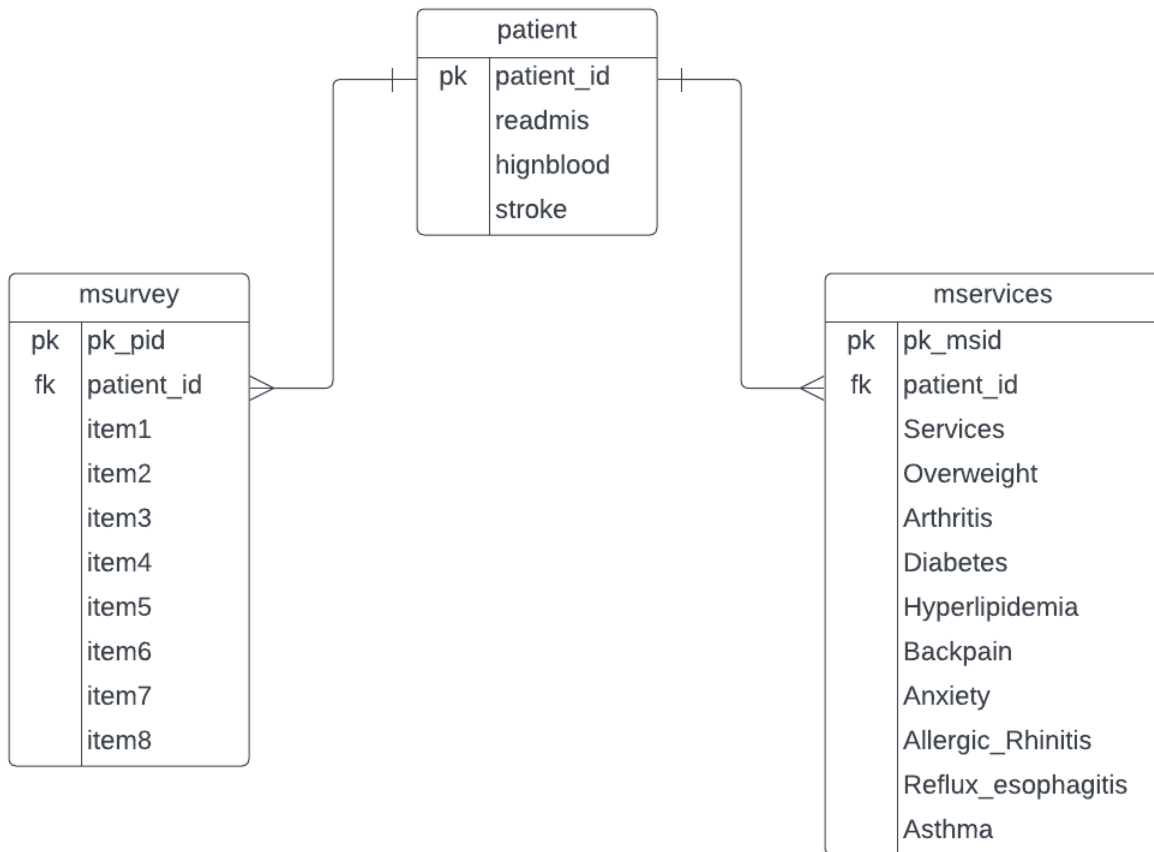 patient
pk patient_id
readmis
hignblood
stroke
msurvey
pk pk_pid
fk patient_id
item1
item2
item3
item4
item5
item6
item7
item8
mservices
pk pk_msid
fk patient_id
Services
Overweight
Arthritis
Diabetes
Hyperlipidemia
Backpain
Anxiety
Allergic_Rhinitis
Reflux_esophagitis
Asthma